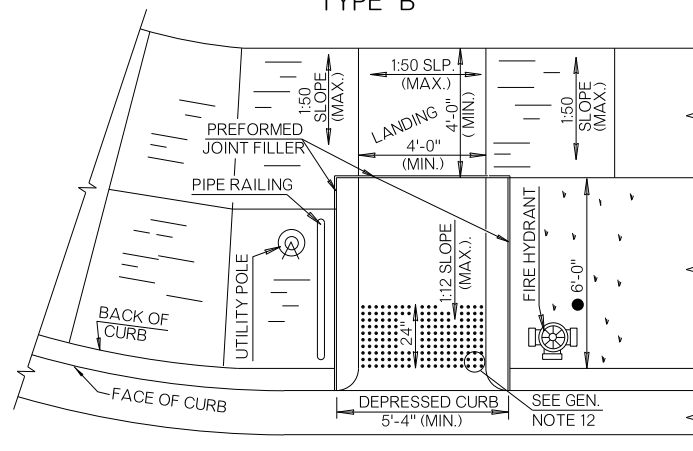 TYPE B
1:50 SLP.
(MAX.)
1:50
SLOPE
(MAX.)
LANDING
4'-0"
(MIN.)
1:50
SLOPE
(MAX.)
PREFORMED
JOINT FILLER
4'-0"
(MIN.)
PIPE RAILING
UTILITY POLE
1:12 SLOPE
(MAX.).
FIRE HYDRANT
6'-0"
24"
BACK OF
CURB
FACE OF CURB
DEPRESSED CURB
5'-4" (MIN.)
SEE GEN.
NOTE 12